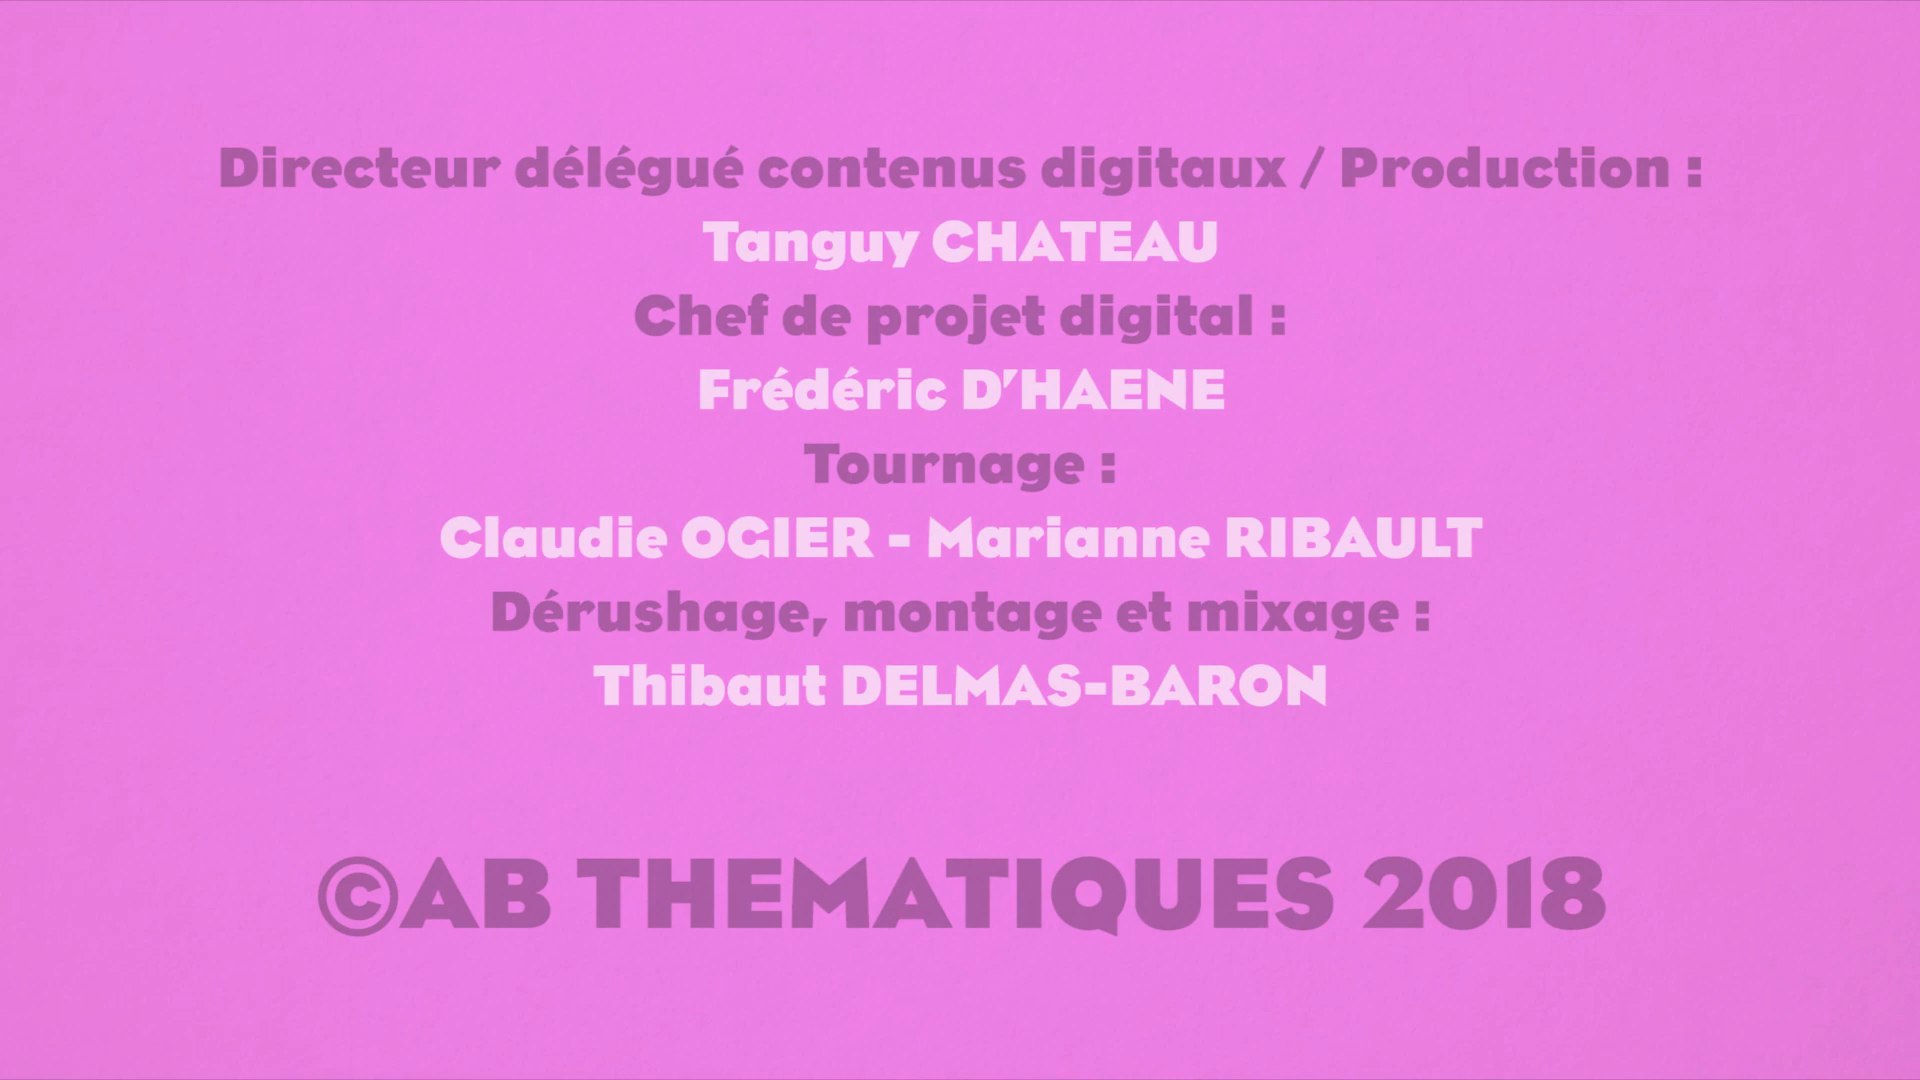 Directeur délégué contenus digitaux / Production :
Tanguy CHATEAU
Chef de projet digital :
Frédéric D'HAENE
Tournage :
Claudie OGIER - Marianne RIBAULT
Dérushage, montage et mixage :
Thibaut DELMAS-BARON
©AB THEMATIQUES 2018